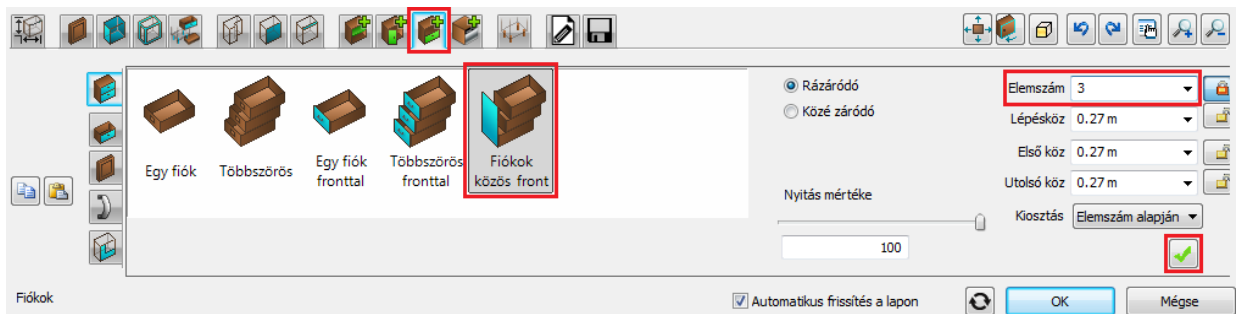 Egy fiók
Többszörös
Egy fiók
fronttal
Többszörös
fronttal
Fiókok
közös front
Rázáródó
Közé záródó
Nyitás mértéke
100
Elemszám 3
Lépésköz 0.27 m
Első köz 0.27 m
Utolsó köz 0.27 m
Kiosztás Elemszám alapján
Fiókok
Automatikus frissítés a lapon
OK
Mégse